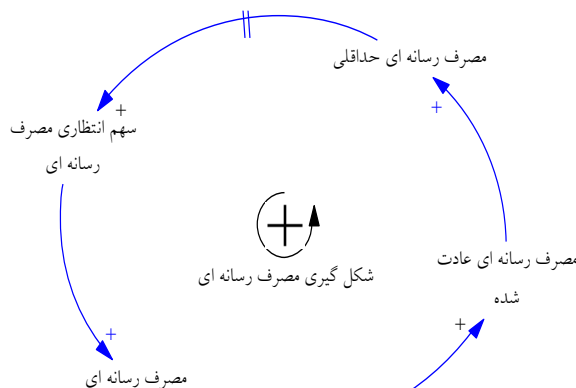 مصرف رسانه ای حداقلی
+
+
سهم انتظاری مصرف
رسانه ای
مصرف رسانه ای عادت
شده
+
شکل گیری مصرف رسانه ای
+
+
مصرف رسانه ای